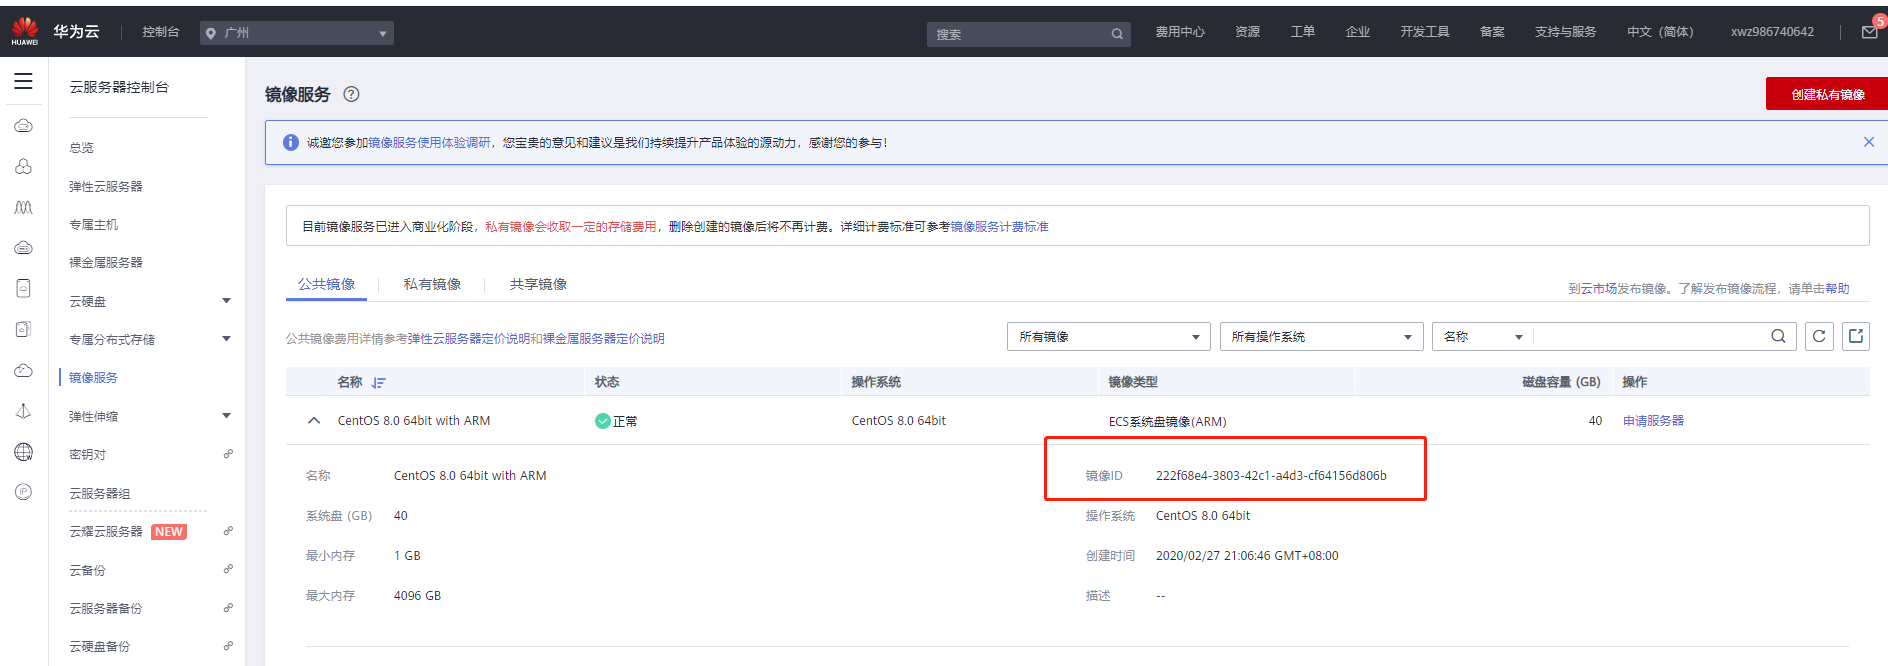 HUAWEI 华为云 控制台 广州 搜索 费用中心 资源 工单 企业 开发工具 备案 支持与服务 中文（简体） xwz986740642 5
云服务器控制台
总览
弹性云服务器
专属主机
裸金属服务器
云硬盘
专属分布式存储
镜像服务
弹性伸缩
密钥对
云服务器组
云耀云服务器 NEW
云备份
云服务器备份
云硬盘备份
镜像服务 ?
创建私有镜像
诚邀您参加镜像服务使用体验调研，您宝贵的意见和建议是我们持续提升产品体验的源动力，感谢您的参与！
目前镜像服务已进入商业化阶段，私有镜像会收取一定的存储费用，删除创建的镜像后将不再计费。详细计费标准可参考镜像服务计费标准
公共镜像 私有镜像 共享镜像
到云市场发布镜像。了解发布镜像流程，请单击帮助
公共镜像费用详情参考弹性云服务器定价说明和裸金属服务器定价说明
所有镜像 所有操作系统 名称
名称 状态 操作系统 镜像类型 磁盘容量 (GB) 操作
CentOS 8.0 64bit with ARM 正常 CentOS 8.0 64bit ECS系统盘镜像(ARM) 40 申请服务器
名称 CentOS 8.0 64bit with ARM 镜像ID 222f68e4-3803-42c1-a4d3-cf64156d806b
系统盘 (GB) 40 操作系统 CentOS 8.0 64bit
最小内存 1 GB 创建时间 2020/02/27 21:06:46 GMT+08:00
最大内存 4096 GB 描述 --